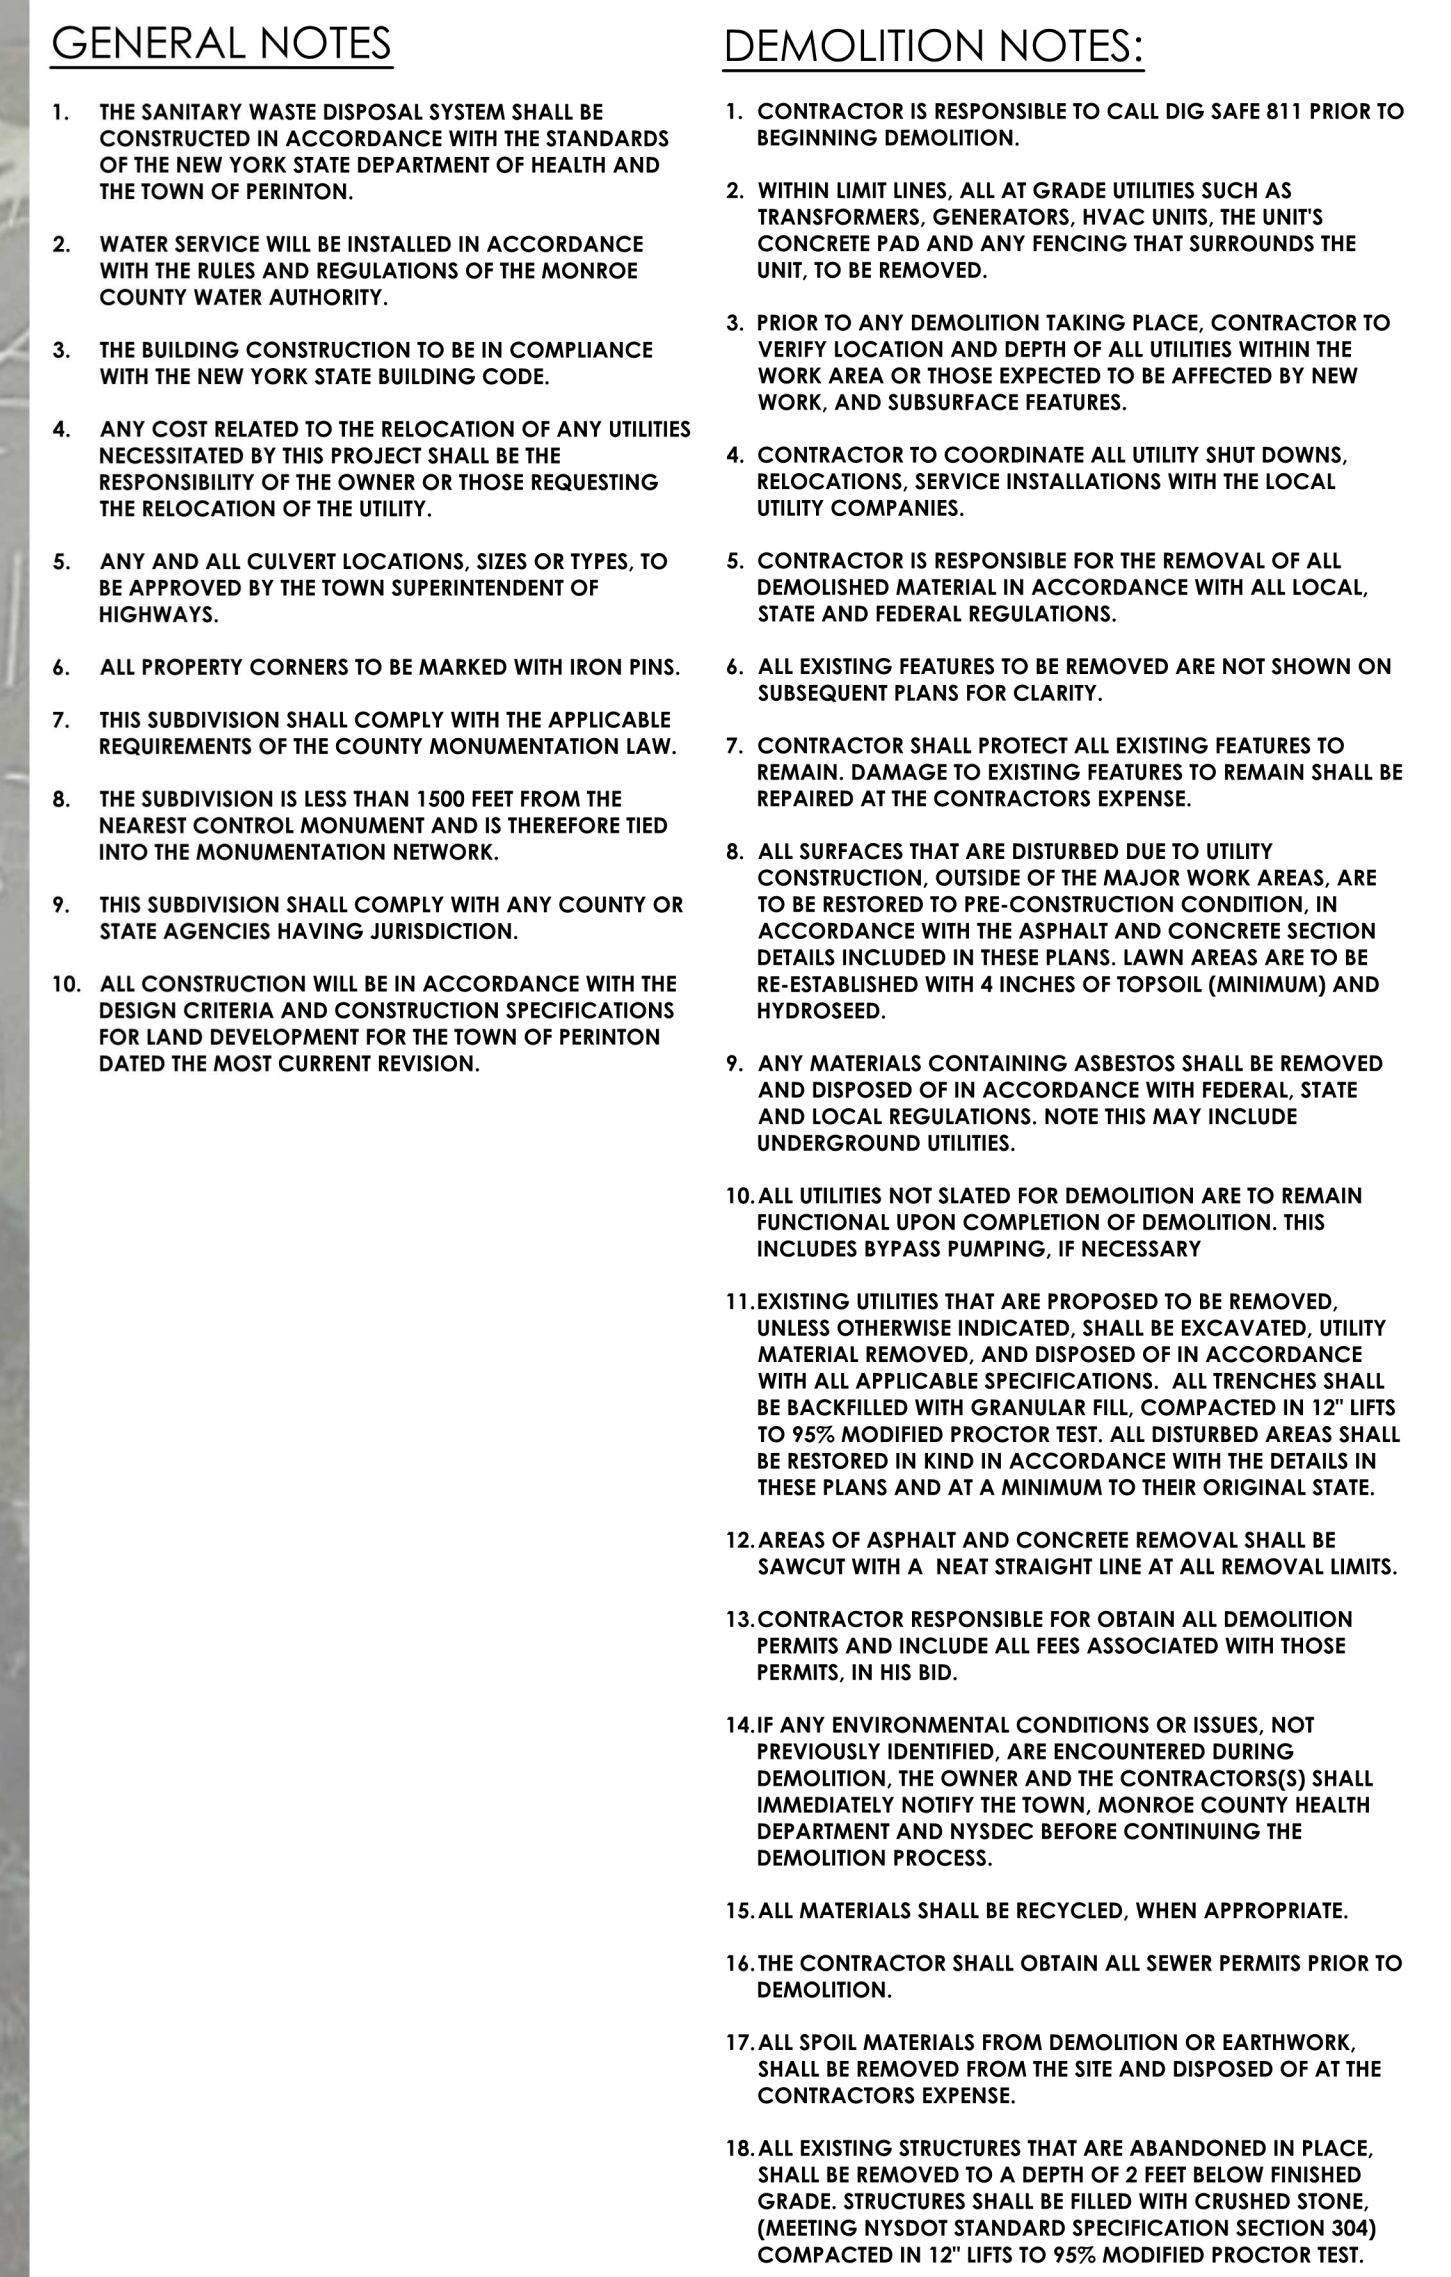 GENERAL NOTES
1. THE SANITARY WASTE DISPOSAL SYSTEM SHALL BE
CONSTRUCTED IN ACCORDANCE WITH THE STANDARDS
OF THE NEW YORK STATE DEPARTMENT OF HEALTH AND
THE TOWN OF PERINTON.
2. WATER SERVICE WILL BE INSTALLED IN ACCORDANCE
WITH THE RULES AND REGULATIONS OF THE MONROE
COUNTY WATER AUTHORITY.
3. THE BUILDING CONSTRUCTION TO BE IN COMPLIANCE
WITH THE NEW YORK STATE BUILDING CODE.
4. ANY COST RELATED TO THE RELOCATION OF ANY UTILITIES
NECESSITATED BY THIS PROJECT SHALL BE THE
RESPONSIBILITY OF THE OWNER OR THOSE REQUESTING
THE RELOCATION OF THE UTILITY.
5. ANY AND ALL CULVERT LOCATIONS, SIZES OR TYPES, TO
BE APPROVED BY THE TOWN SUPERINTENDENT OF
HIGHWAYS.
6. ALL PROPERTY CORNERS TO BE MARKED WITH IRON PINS.
7. THIS SUBDIVISION SHALL COMPLY WITH THE APPLICABLE
REQUIREMENTS OF THE COUNTY MONUMENTATION LAW.
8. THE SUBDIVISION IS LESS THAN 1500 FEET FROM THE
NEAREST CONTROL MONUMENT AND IS THEREFORE TIED
INTO THE MONUMENTATION NETWORK.
9. THIS SUBDIVISION SHALL COMPLY WITH ANY COUNTY OR
STATE AGENCIES HAVING JURISDICTION.
10. ALL CONSTRUCTION WILL BE IN ACCORDANCE WITH THE
DESIGN CRITERIA AND CONSTRUCTION SPECIFICATIONS
FOR LAND DEVELOPMENT FOR THE TOWN OF PERINTON
DATED THE MOST CURRENT REVISION.
DEMOLITION NOTES:
1. CONTRACTOR IS RESPONSIBLE TO CALL DIG SAFE 811 PRIOR TO
BEGINNING DEMOLITION.
2. WITHIN LIMIT LINES, ALL AT GRADE UTILITIES SUCH AS
TRANSFORMERS, GENERATORS, HVAC UNITS, THE UNIT'S
CONCRETE PAD AND ANY FENCING THAT SURROUNDS THE
UNIT, TO BE REMOVED.
3. PRIOR TO ANY DEMOLITION TAKING PLACE, CONTRACTOR TO
VERIFY LOCATION AND DEPTH OF ALL UTILITIES WITHIN THE
WORK AREA OR THOSE EXPECTED TO BE AFFECTED BY NEW
WORK, AND SUBSURFACE FEATURES.
4. CONTRACTOR TO COORDINATE ALL UTILITY SHUT DOWNS,
RELOCATIONS, SERVICE INSTALLATIONS WITH THE LOCAL
UTILITY COMPANIES.
5. CONTRACTOR IS RESPONSIBLE FOR THE REMOVAL OF ALL
DEMOLISHED MATERIAL IN ACCORDANCE WITH ALL LOCAL,
STATE AND FEDERAL REGULATIONS.
6. ALL EXISTING FEATURES TO BE REMOVED ARE NOT SHOWN ON
SUBSEQUENT PLANS FOR CLARITY.
7. CONTRACTOR SHALL PROTECT ALL EXISTING FEATURES TO
REMAIN. DAMAGE TO EXISTING FEATURES TO REMAIN SHALL BE
REPAIRED AT THE CONTRACTORS EXPENSE.
8. ALL SURFACES THAT ARE DISTURBED DUE TO UTILITY
CONSTRUCTION, OUTSIDE OF THE MAJOR WORK AREAS, ARE
TO BE RESTORED TO PRE-CONSTRUCTION CONDITION, IN
ACCORDANCE WITH THE ASPHALT AND CONCRETE SECTION
DETAILS INCLUDED IN THESE PLANS. LAWN AREAS ARE TO BE
RE-ESTABLISHED WITH 4 INCHES OF TOPSOIL (MINIMUM) AND
HYDROSEED.
9. ANY MATERIALS CONTAINING ASBESTOS SHALL BE REMOVED
AND DISPOSED OF IN ACCORDANCE WITH FEDERAL, STATE
AND LOCAL REGULATIONS. NOTE THIS MAY INCLUDE
UNDERGROUND UTILITIES.
10. ALL UTILITIES NOT SLATED FOR DEMOLITION ARE TO REMAIN
FUNCTIONAL UPON COMPLETION OF DEMOLITION. THIS
INCLUDES BYPASS PUMPING, IF NECESSARY
11. EXISTING UTILITIES THAT ARE PROPOSED TO BE REMOVED,
UNLESS OTHERWISE INDICATED, SHALL BE EXCAVATED, UTILITY
MATERIAL REMOVED, AND DISPOSED OF IN ACCORDANCE
WITH ALL APPLICABLE SPECIFICATIONS. ALL TRENCHES SHALL
BE BACKFILLED WITH GRANULAR FILL, COMPACTED IN 12" LIFTS
TO 95% MODIFIED PROCTOR TEST. ALL DISTURBED AREAS SHALL
BE RESTORED IN KIND IN ACCORDANCE WITH THE DETAILS IN
THESE PLANS AND AT A MINIMUM TO THEIR ORIGINAL STATE.
12. AREAS OF ASPHALT AND CONCRETE REMOVAL SHALL BE
SAWCUT WITH A NEAT STRAIGHT LINE AT ALL REMOVAL LIMITS.
13. CONTRACTOR RESPONSIBLE FOR OBTAIN ALL DEMOLITION
PERMITS AND INCLUDE ALL FEES ASSOCIATED WITH THOSE
PERMITS, IN HIS BID.
14. IF ANY ENVIRONMENTAL CONDITIONS OR ISSUES, NOT
PREVIOUSLY IDENTIFIED, ARE ENCOUNTERED DURING
DEMOLITION, THE OWNER AND THE CONTRACTORS(S) SHALL
IMMEDIATELY NOTIFY THE TOWN, MONROE COUNTY HEALTH
DEPARTMENT AND NYSDEC BEFORE CONTINUING THE
DEMOLITION PROCESS.
15. ALL MATERIALS SHALL BE RECYCLED, WHEN APPROPRIATE.
16. THE CONTRACTOR SHALL OBTAIN ALL SEWER PERMITS PRIOR TO
DEMOLITION.
17. ALL SPOIL MATERIALS FROM DEMOLITION OR EARTHWORK,
SHALL BE REMOVED FROM THE SITE AND DISPOSED OF AT THE
CONTRACTORS EXPENSE.
18. ALL EXISTING STRUCTURES THAT ARE ABANDONED IN PLACE,
SHALL BE REMOVED TO A DEPTH OF 2 FEET BELOW FINISHED
GRADE. STRUCTURES SHALL BE FILLED WITH CRUSHED STONE,
(MEETING NYSDOT STANDARD SPECIFICATION SECTION 304)
COMPACTED IN 12" LIFTS TO 95% MODIFIED PROCTOR TEST.